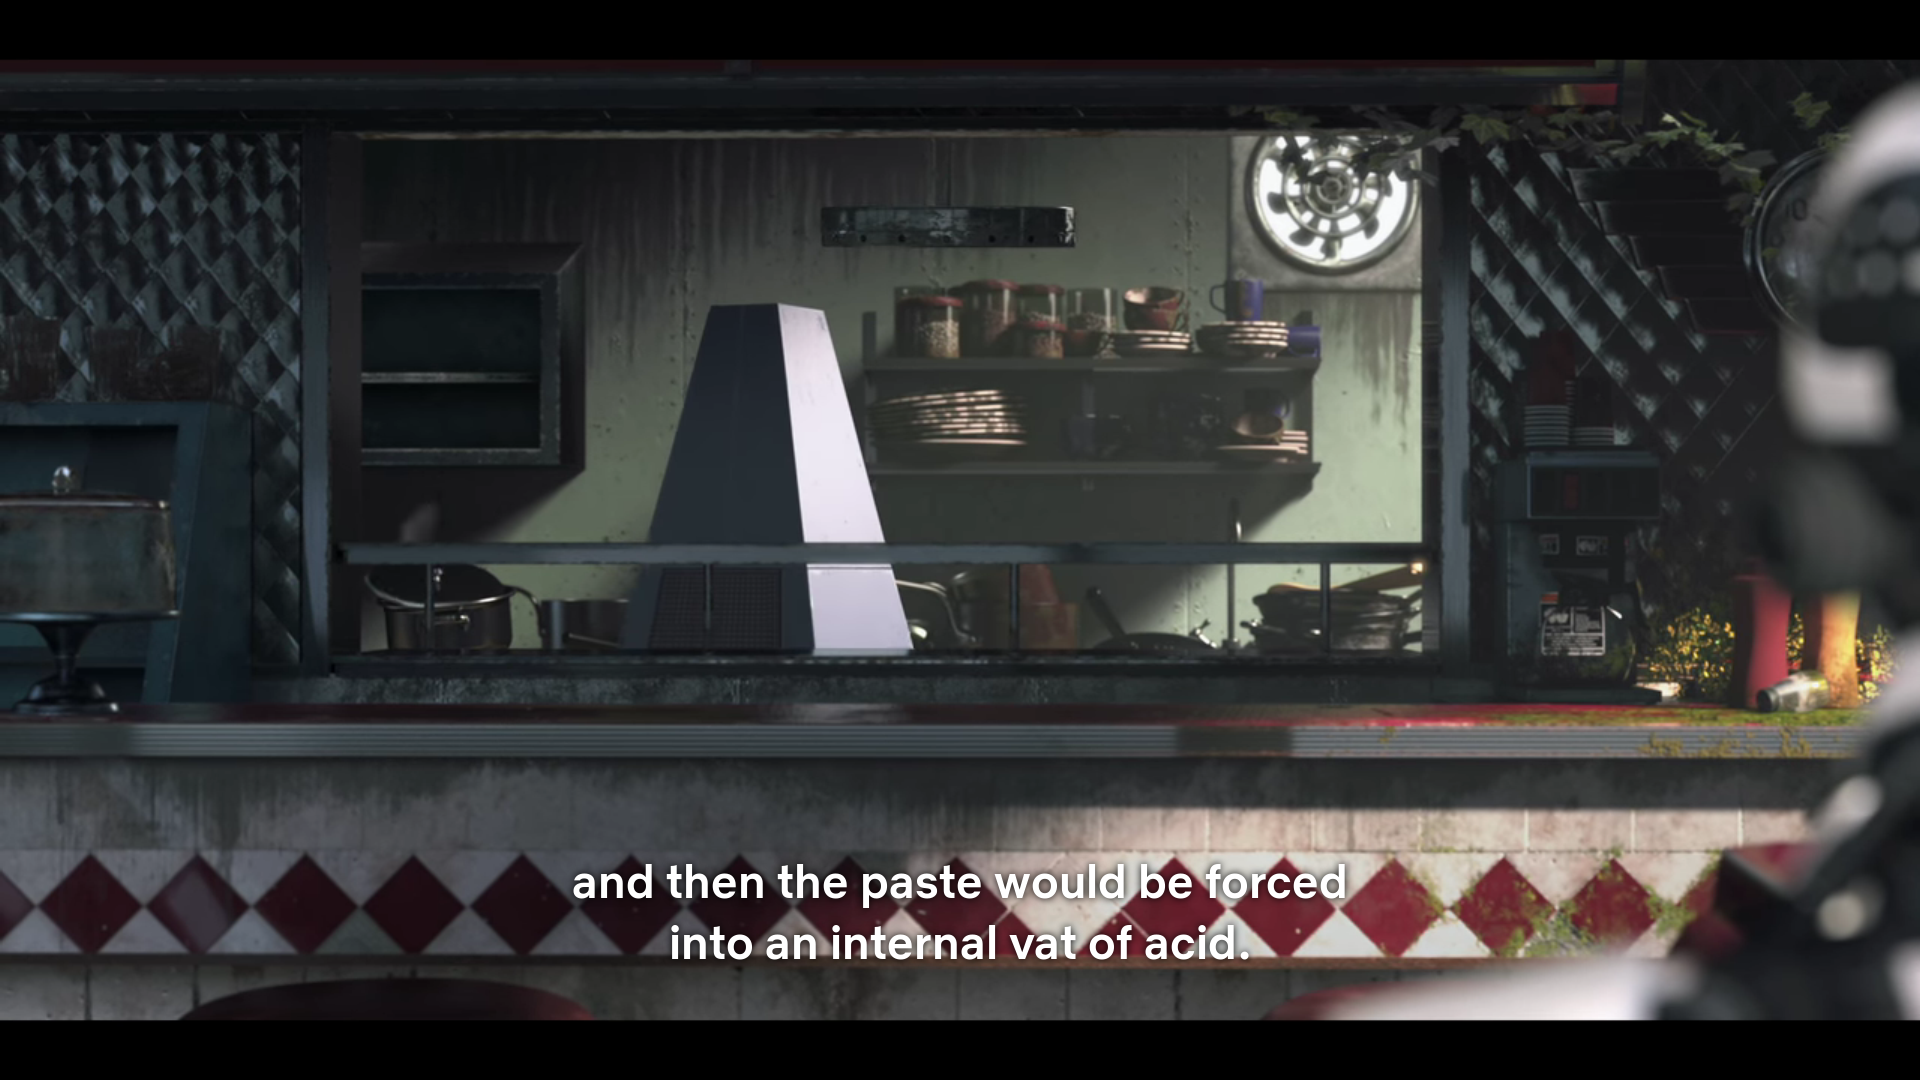 and then the paste would be forced
into an internal vat of acid.